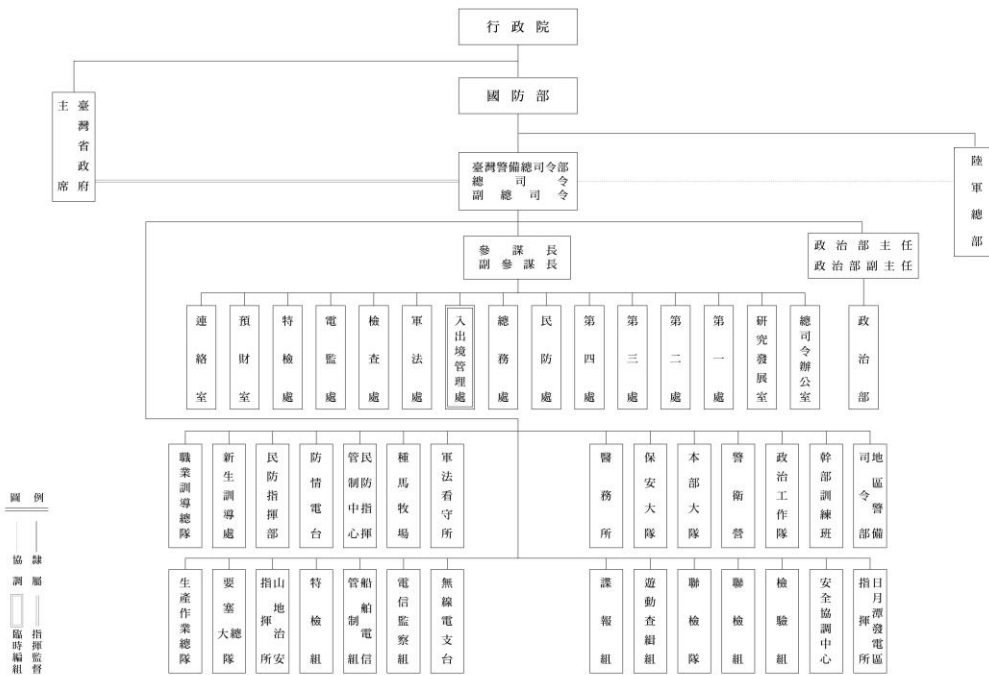 行政院
國防部
臺灣省政府
主席
臺灣警備總司令部
總司令
副總司令
陸軍總部
參謀長
副參謀長
政治部主任
政治部副主任
政治部
總司令辦公室
研究發展室
第一處
第二處
第三處
第四處
民防處
總務處
入出境管理處
軍法處
檢查處
電監處
特檢處
預財室
連絡室
地區警備
司令部
幹部訓練班
政治工作隊
警衛營
本部大隊
保安大隊
醫務所
軍法看守所
種馬牧場
民防指揮
管制中心
防情電台
民防指揮部
新生訓導處
職業訓導總隊
日月潭發電區
指揮所
安全協調中心
檢驗組
聯檢組
聯檢隊
遊動查緝組
諜報組
無線電支台
電信監察組
船舶電信
管制組
特檢組
山地治安
指揮所
要塞總大隊
生產作業總隊
圖例
隸屬
協調
指揮監督
臨時編組